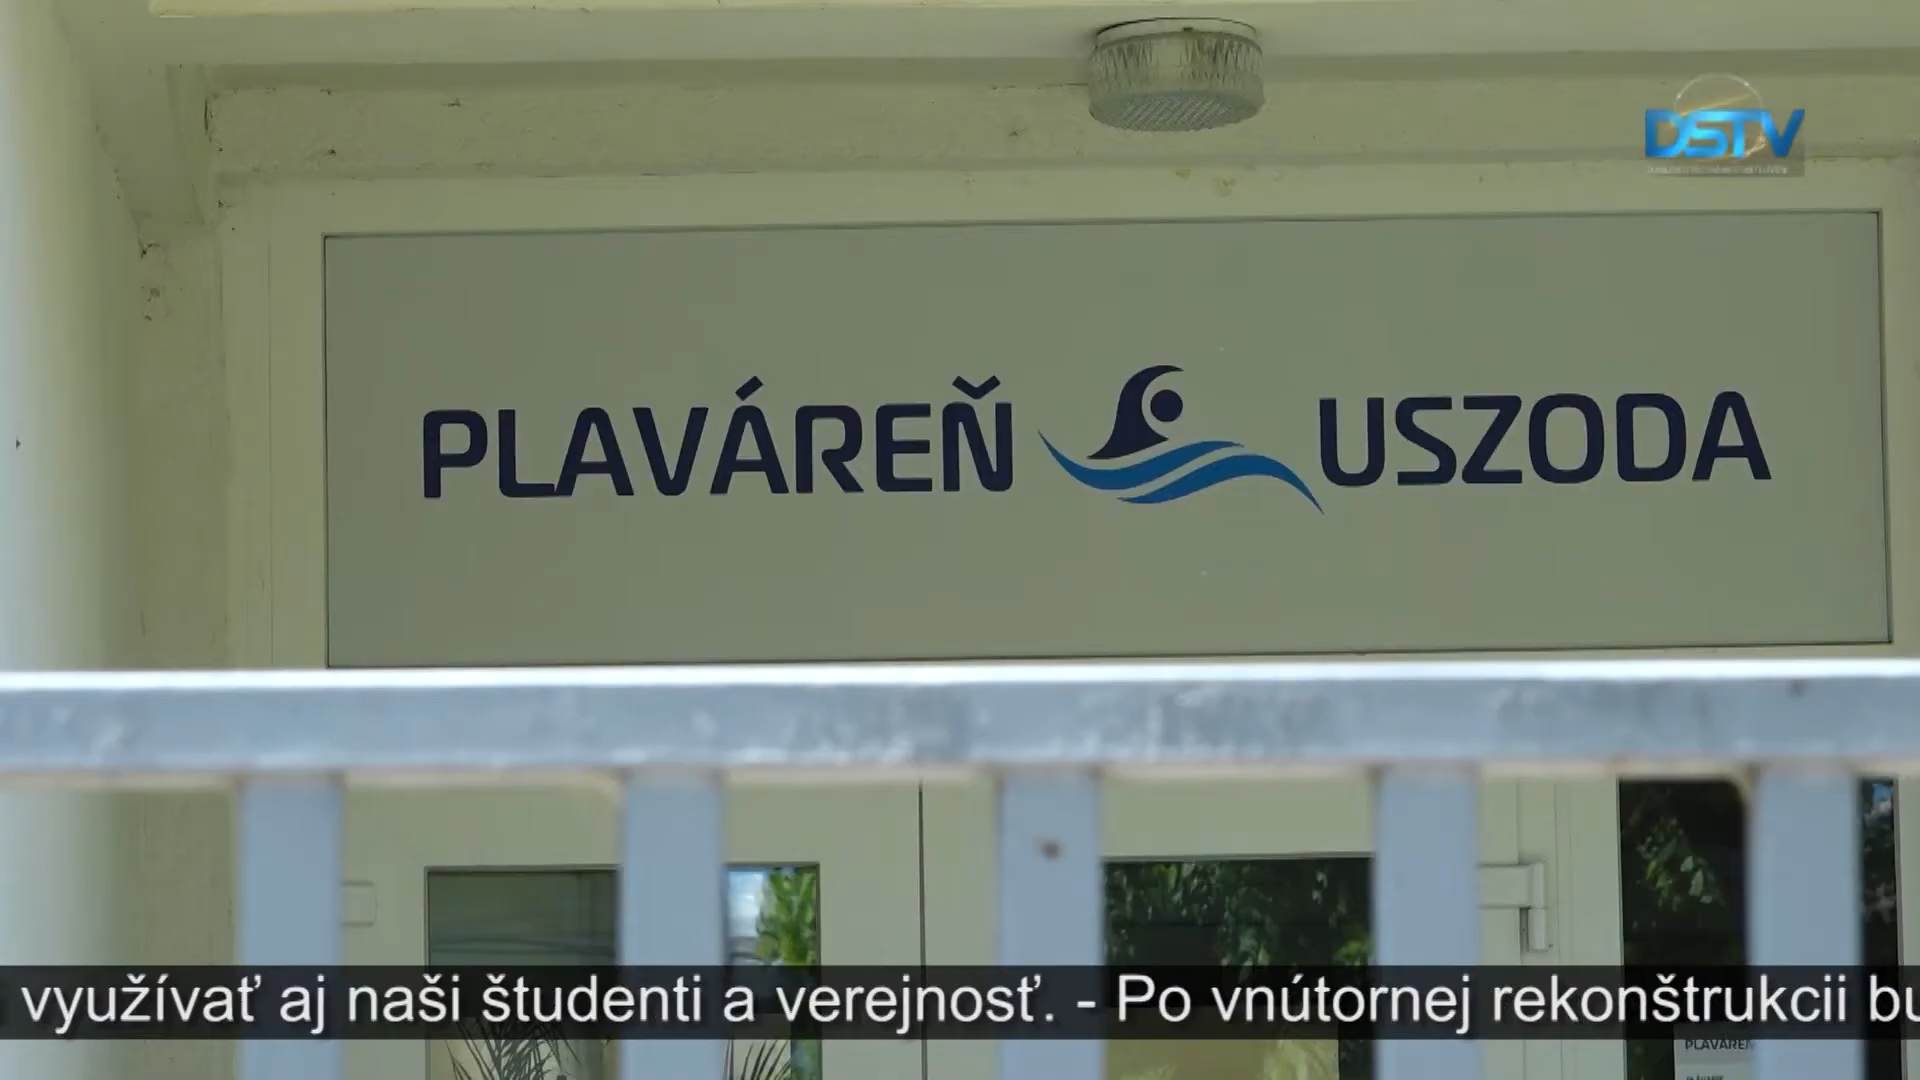 DSTV
PLAVÁREŇ USZODA
využívať aj naši študenti a verejnosť. - Po vnútornej rekonštrukcii bu
PLAVÁREŇ